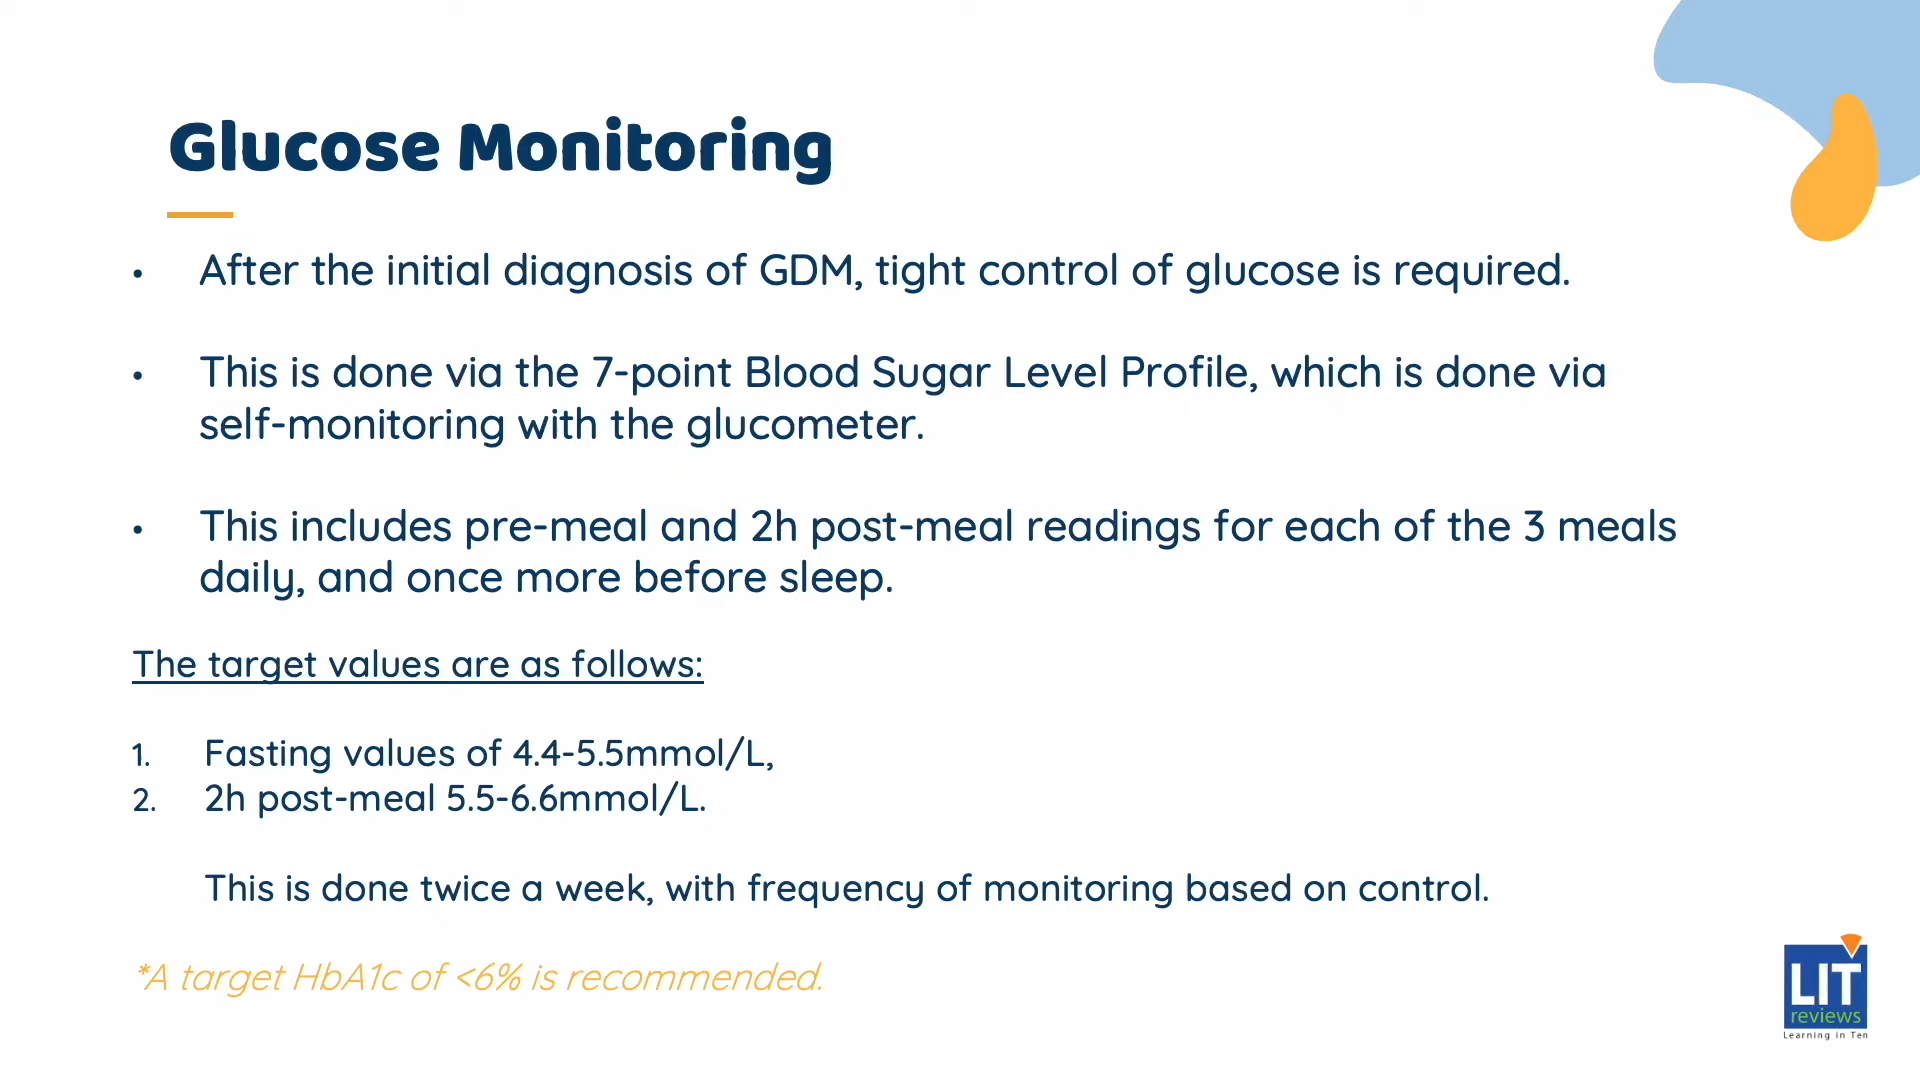 Glucose Monitoring
• After the initial diagnosis of GDM, tight control of glucose is required.
• This is done via the 7-point Blood Sugar Level Profile, which is done via
self-monitoring with the glucometer.
• This includes pre-meal and 2h post-meal readings for each of the 3 meals
daily, and once more before sleep.
The target values are as follows:
1. Fasting values of 4.4-5.5mmol/L,
2. 2h post-meal 5.5-6.6mmol/L.
This is done twice a week, with frequency of monitoring based on control.
*A target HbA1c of <6% is recommended.
LIT
reviews
Learning in Ten